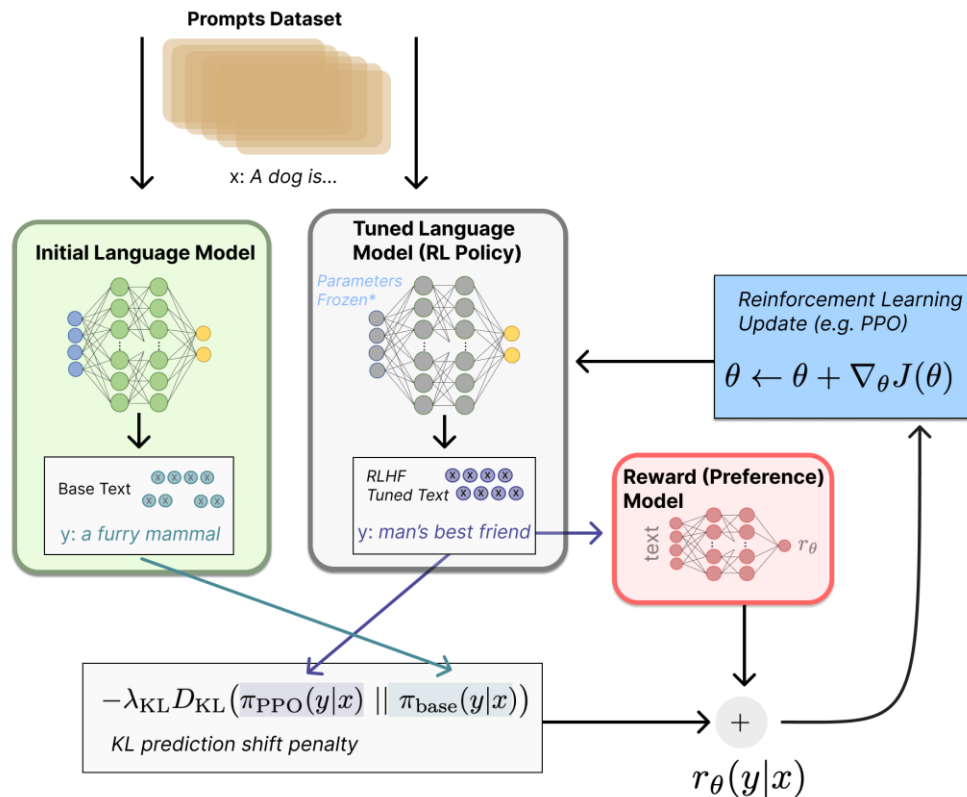 Prompts Dataset
x: A dog is...
Initial Language Model
Base Text
x x x x
x x x x
y: a furry mammal
Tuned Language
Model (RL Policy)
Parameters
Frozen*
RLHF
Tuned Text
x x x x
x x x x
y: man's best friend
Reinforcement Learning
Update (e.g. PPO)
θ ← θ + ∇θJ(θ)
Reward (Preference)
Model
text
rθ
−λKL DKL(πPPO(y|x) || πbase(y|x))
KL prediction shift penalty
+
rθ(y|x)